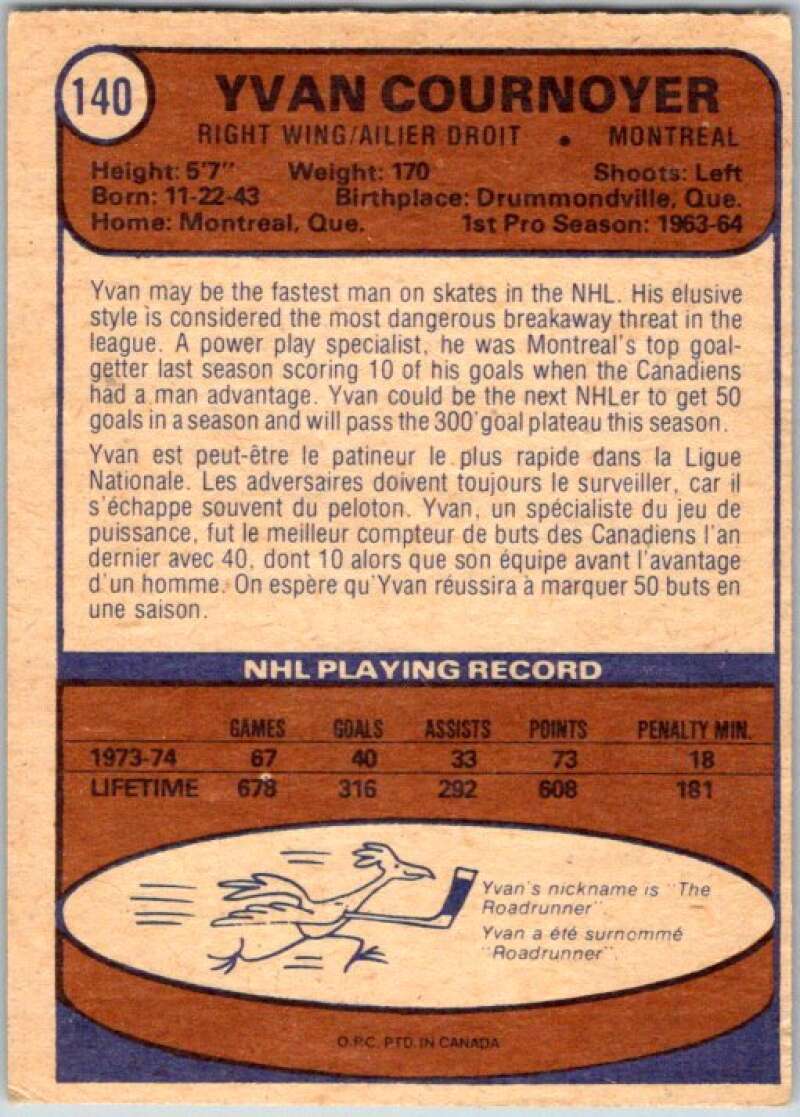 140
YVAN COURNOYER
RIGHT WING/AILIER DROIT • MONTREAL
Height: 5'7" Weight: 170 Shoots: Left
Born: 11-22-43 Birthplace: Drummondville, Que.
Home: Montreal, Que. 1st Pro Season: 1963-64
Yvan may be the fastest man on skates in the NHL. His elusive
style is considered the most dangerous breakaway threat in the
league. A power play specialist, he was Montreal's top goal-
getter last season scoring 10 of his goals when the Canadiens
had a man advantage. Yvan could be the next NHLer to get 50
goals in a season and will pass the 300 goal plateau this season.
Yvan est peut-être le patineur le plus rapide dans la Ligue
Nationale. Les adversaires doivent toujours le surveiller, car il
s'échappe souvent du peloton. Yvan, un spécialiste du jeu de
puissance, fut le meilleur compteur de buts des Canadiens l'an
dernier avec 40, dont 10 alors que son équipe avant l'avantage
d'un homme. On espère qu'Yvan réussira à marquer 50 buts en
une saison.
NHL PLAYING RECORD
GAMES GOALS ASSISTS POINTS PENALTY MIN.
1973-74 67 40 33 73 18
LIFETIME 678 316 292 608 181
Yvan's nickname is "The
Roadrunner"
Yvan a été surnommé
"Roadrunner".
O.P.C. PTD. IN CANADA